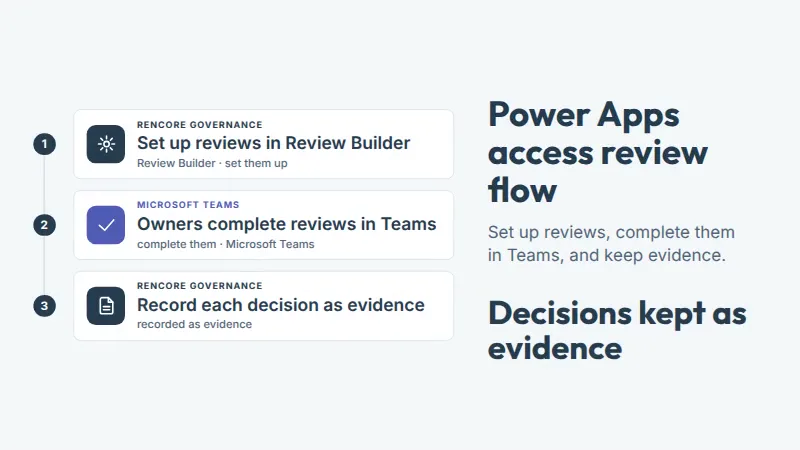 1
RENCORE GOVERNANCE
Set up reviews in Review Builder
Review Builder · set them up
2
MICROSOFT TEAMS
Owners complete reviews in Teams
complete them · Microsoft Teams
3
RENCORE GOVERNANCE
Record each decision as evidence
recorded as evidence
Power Apps
access review
flow
Set up reviews, complete them
in Teams, and keep evidence.
Decisions kept as
evidence